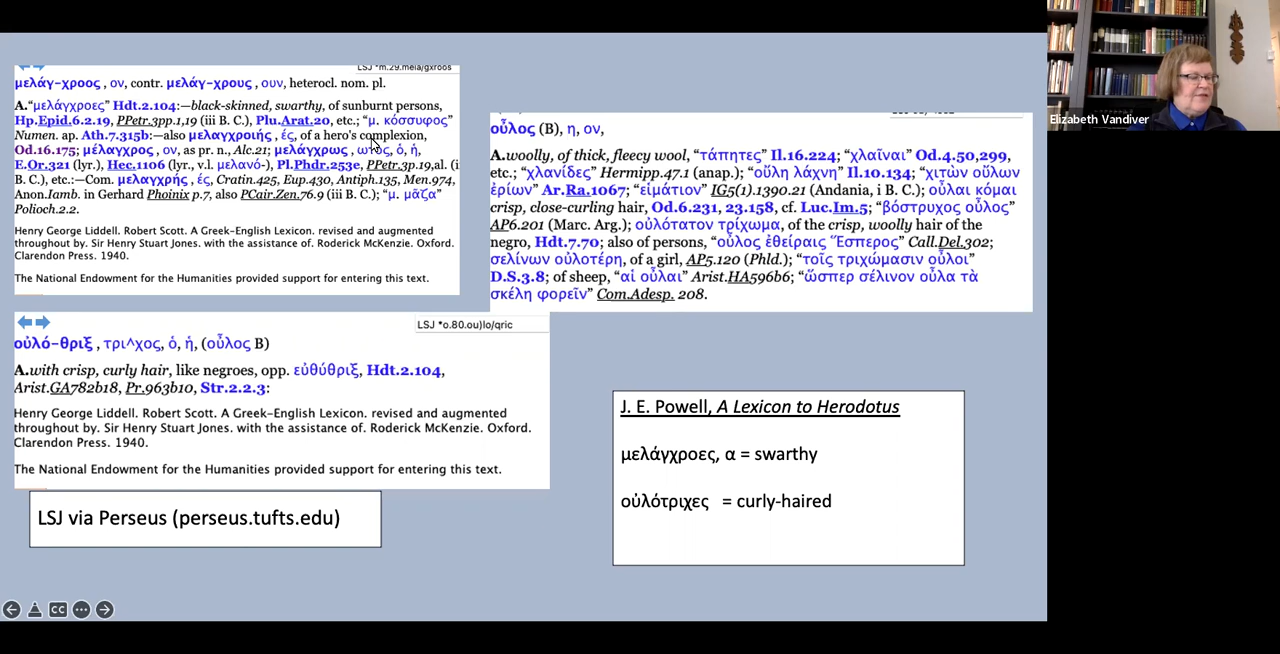 LSJ *m.29.mela/gxroos
μελάγ-χροος , ον, contr. μελάγ-χρους , ουν, heterocl. nom. pl.
A.“μελάγχροες” Hdt.2.104:—black-skinned, swarthy, of sunburnt persons,
Hp.Epid.6.2.19, PPetr.3pp.1,19 (iii B. C.), Plu.Arat.20, etc.; “μ. κόσσυφος”
Numen. ap. Ath.7.315b:—also μελαγχροιής , ές, of a hero's complexion,
Od.16.175; μέλαγχρος , ον, as pr. n., Alc.21; μελάγχρως , ωτος, ὁ, ἡ,
E.Or.321 (lyr.), Hec.1106 (lyr., v.l. μελανό-), Pl.Phdr.253e, PPetr.3p.19,al. (i
B. C.), etc.:—Com. μελαγχρής , ές, Cratin.425, Eup.430, Antiph.135, Men.974,
Anon.Iamb. in Gerhard Phoinix p.7, also PCair.Zen.76.9 (iii B. C.); “μ. μᾶζα”
Polioch.2.2.
Henry George Liddell. Robert Scott. A Greek-English Lexicon. revised and augmented
throughout by. Sir Henry Stuart Jones. with the assistance of. Roderick McKenzie. Oxford.
Clarendon Press. 1940.
The National Endowment for the Humanities provided support for entering this text.
οὖλος (B), η, ον,
A.woolly, of thick, fleecy wool, “τάπητες” Il.16.224; “χλαῖναι” Od.4.50,299,
etc.; “χλανίδες” Hermipp.47.1 (anap.); “οὔλη λάχνη” Il.10.134; “χιτὼν οὔλων
ἐρίων” Ar.Ra.1067; “εἱμάτιον” IG5(1).1390.21 (Andania, i B. C.); οὖλαι κόμαι
crisp, close-curling hair, Od.6.231, 23.158, cf. Luc.Im.5; “βόστρυχος οὖλος”
AP6.201 (Marc. Arg.); οὐλότατον τρίχωμα, of the crisp, woolly hair of the
negro, Hdt.7.70; also of persons, “οὖλος ἐθείραις Ἕσπερος” Call.Del.302;
σελίνων οὐλοτέρη, of a girl, AP5.120 (Phld.); “τοῖς τριχώμασιν οὖλοι”
D.S.3.8; of sheep, “αἱ οὖλαι” Arist.HA596b6; “ὥσπερ σέλινον οὖλα τὰ
σκέλη φορεῖν” Com.Adesp. 208.
LSJ *o.80.ou)lo/qric
οὐλό-θριξ , τρι^χος, ὁ, ἡ, (οὖλος B)
A.with crisp, curly hair, like negroes, opp. εὐθύθριξ, Hdt.2.104,
Arist.GA782b18, Pr.963b10, Str.2.2.3:
Henry George Liddell. Robert Scott. A Greek-English Lexicon. revised and augmented
throughout by. Sir Henry Stuart Jones. with the assistance of. Roderick McKenzie. Oxford.
Clarendon Press. 1940.
The National Endowment for the Humanities provided support for entering this text.
LSJ via Perseus (perseus.tufts.edu)
J. E. Powell, A Lexicon to Herodotus
μελάγχροες, α = swarthy
οὐλότριχες = curly-haired
Elizabeth Vandiver
CC